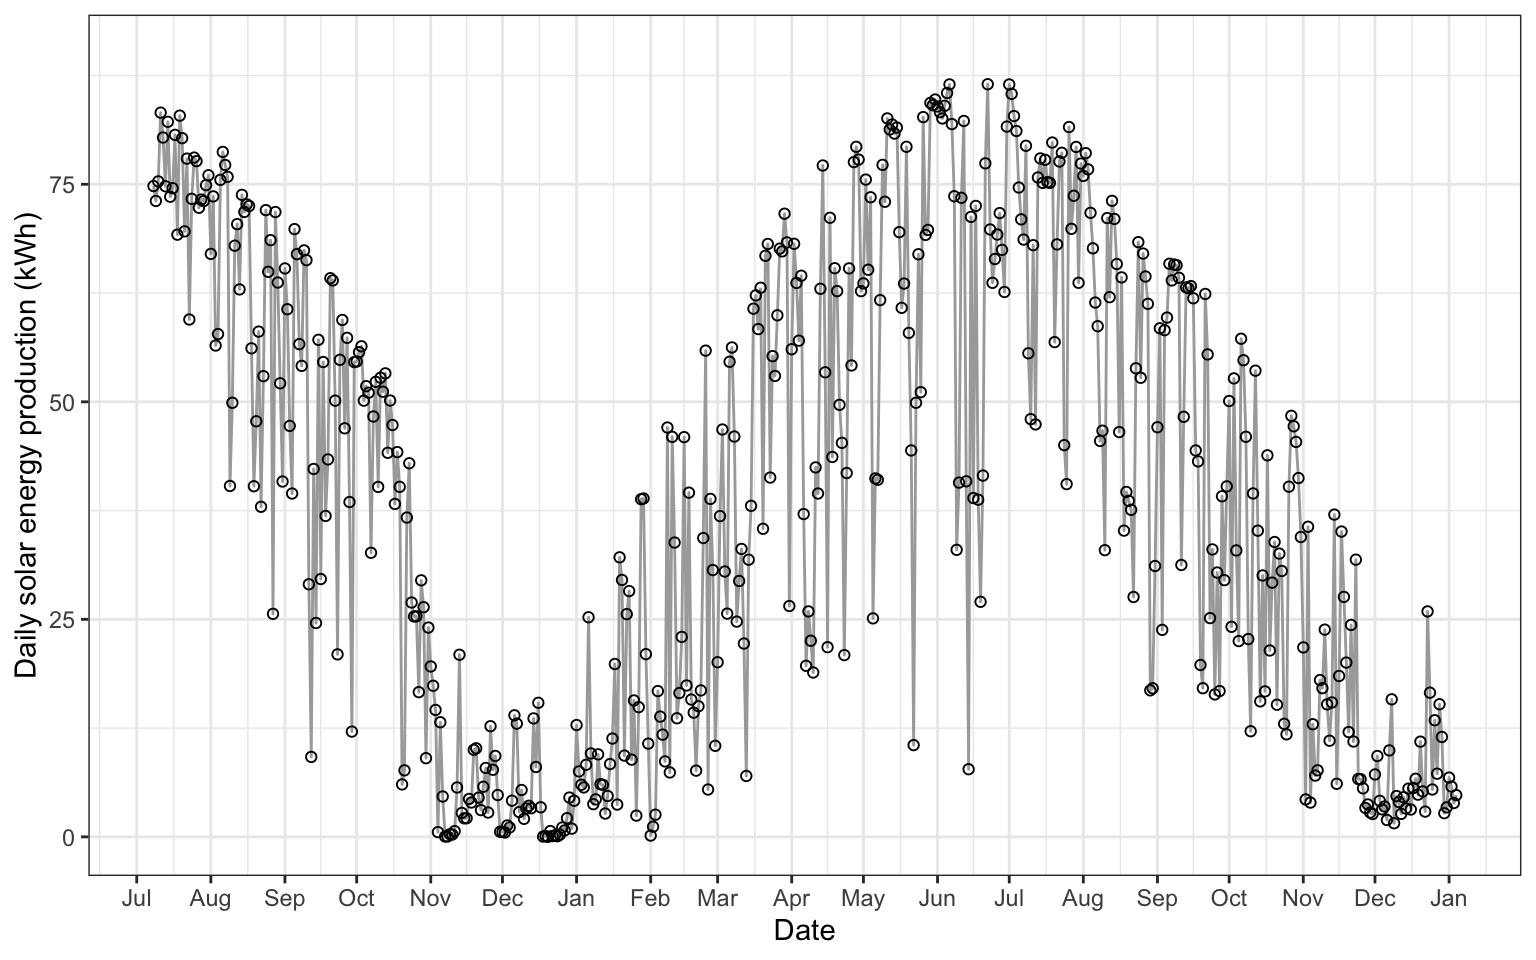 Daily solar energy production (kWh)
75
50
25
0
Jul Aug Sep Oct Nov Dec Jan Feb Mar Apr May Jun Jul Aug Sep Oct Nov Dec Jan
Date